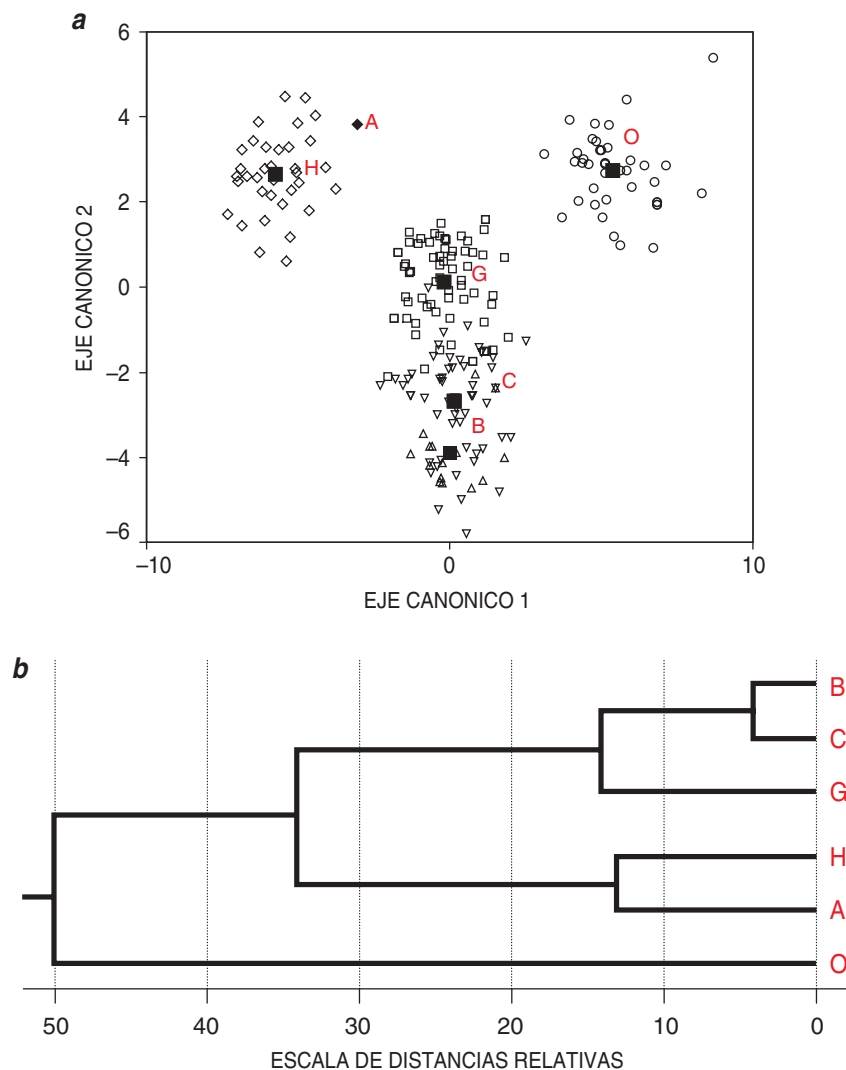 a
6
4
2
0
−2
−4
−6
A
H
O
G
C
B
−10
0
10
EJE CANONICO 2
EJE CANONICO 1
b
B
C
G
H
A
O
50
40
30
20
10
0
ESCALA DE DISTANCIAS RELATIVAS